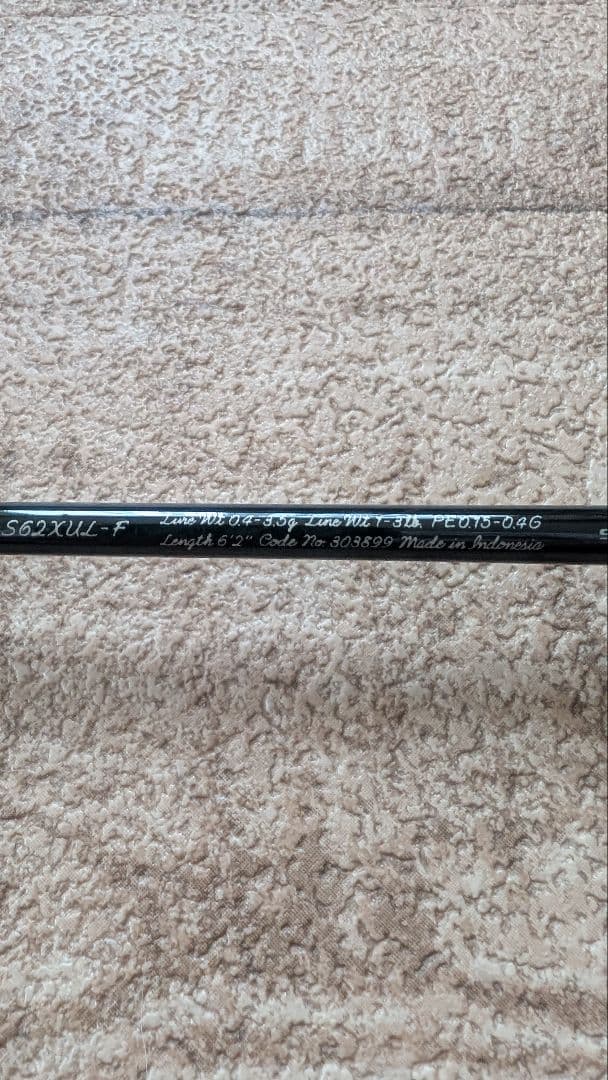 S62XUL-F
Lure Wt 0.4-3.5g Line Wt 1-3lb, PE0.15-0.4G
Length 6'2" Code No. 303899 Made in Indonesia